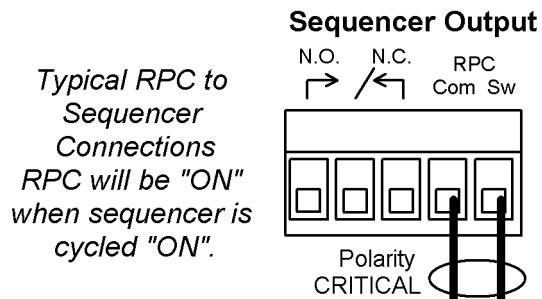 Sequencer Output
N.O. N.C. RPC
Com Sw
Typical RPC to
Sequencer
Connections
RPC will be "ON"
when sequencer is
cycled "ON".
Polarity
CRITICAL